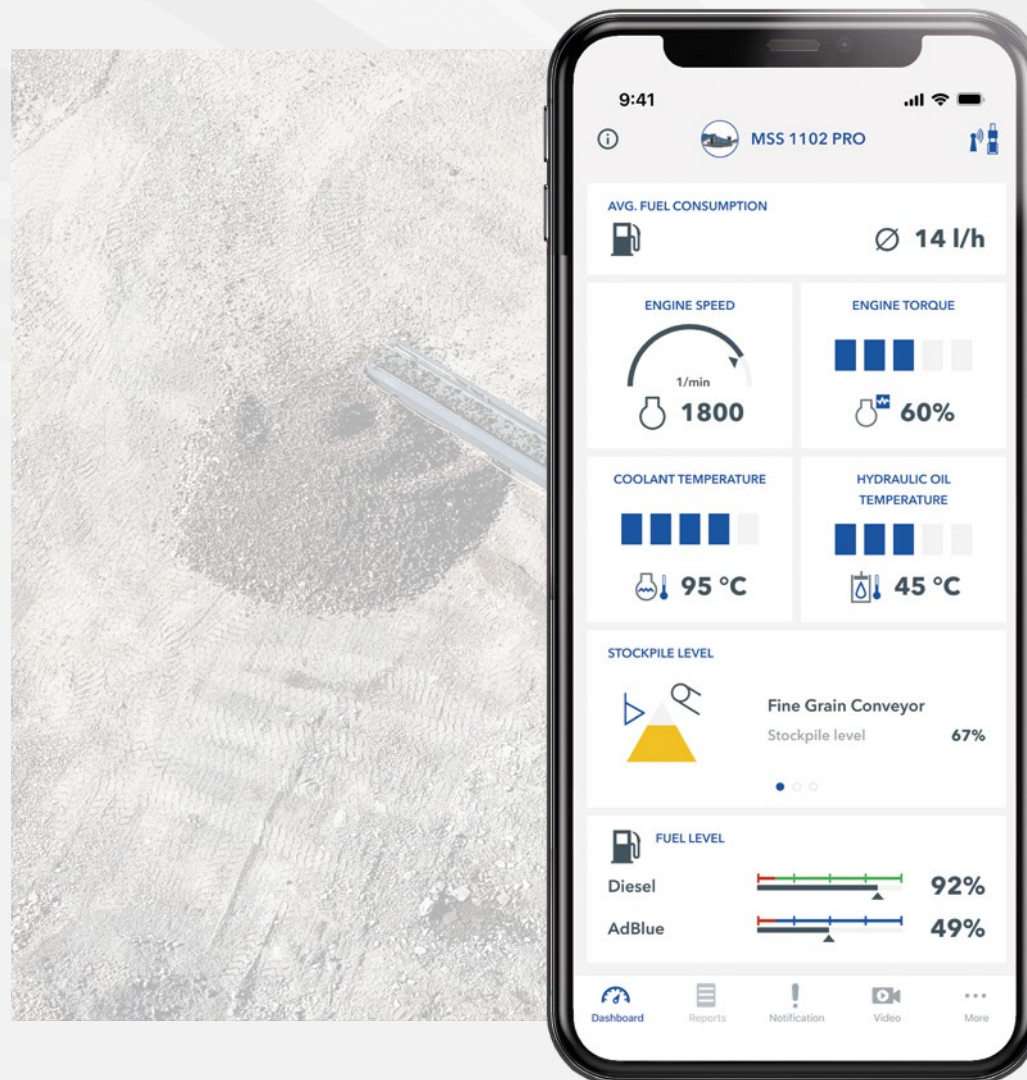 9:41
MSS 1102 PRO
AVG. FUEL CONSUMPTION
Ø 14 l/h
ENGINE SPEED
1/min
1800
ENGINE TORQUE
60%
COOLANT TEMPERATURE
95 °C
HYDRAULIC OIL
TEMPERATURE
45 °C
STOCKPILE LEVEL
Fine Grain Conveyor
Stockpile level 67%
FUEL LEVEL
Diesel 92%
AdBlue 49%
Dashboard Reports Notification Video More